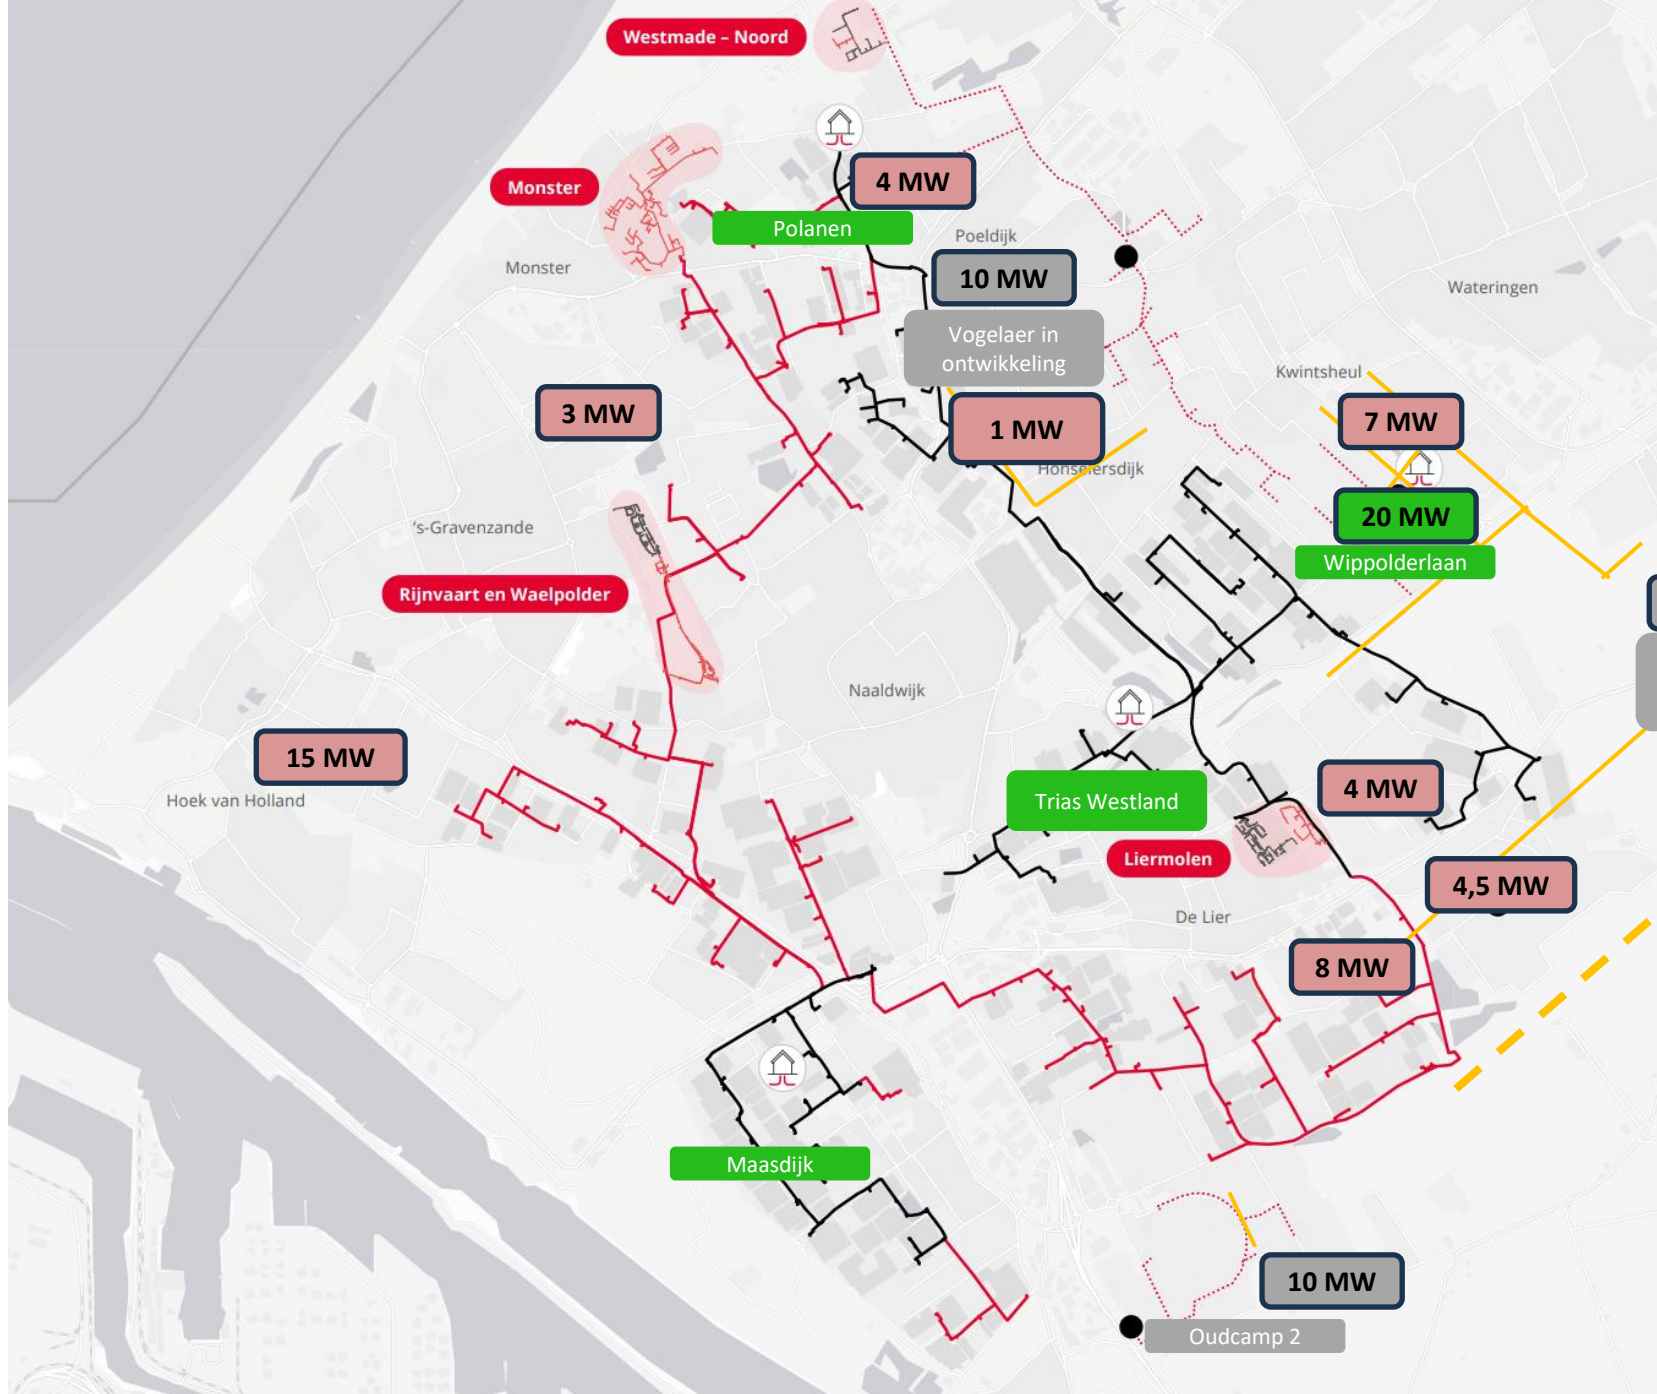 Westmade – Noord
Monster
4 MW
Polanen
Poeldijk
Monster
10 MW
Wateringen
Vogelaer in
ontwikkeling
Kwintsheul
3 MW
7 MW
1 MW
Honselersdijk
's-Gravenzande
20 MW
Wippolderlaan
Rijnvaart en Waelpolder
Naaldwijk
15 MW
Hoek van Holland
4 MW
Trias Westland
Liermolen
4,5 MW
De Lier
8 MW
Maasdijk
10 MW
Oudcamp 2